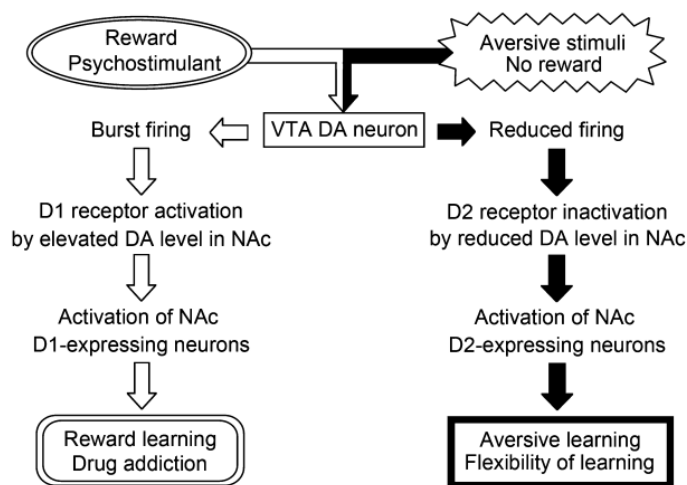 Reward
Psychostimulant
Aversive stimuli
No reward
Burst firing
VTA DA neuron
Reduced firing
D1 receptor activation
by elevated DA level in NAc
D2 receptor inactivation
by reduced DA level in NAc
Activation of NAc
D1-expressing neurons
Activation of NAc
D2-expressing neurons
Reward learning
Drug addiction
Aversive learning
Flexibility of learning